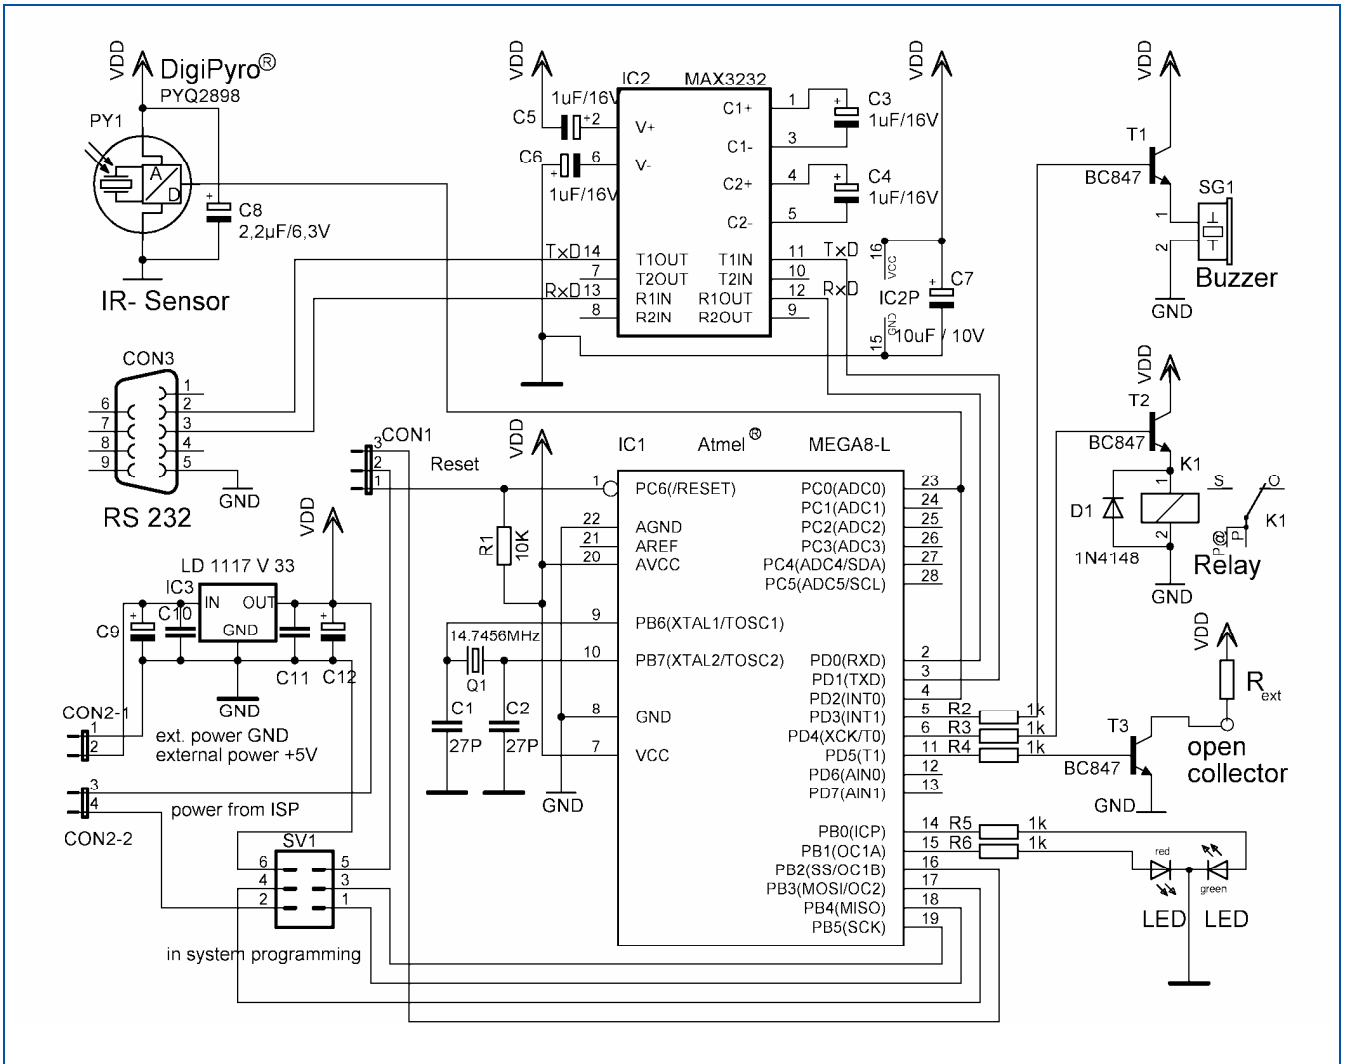 VDD
DigiPyro®
PYQ2898
PY1
A
D
+
C8
2,2µF/6,3V
IR- Sensor
VDD
1uF/16V
C5
+2
V+
C6
6
V-
+
1uF/16V
IC2
MAX3232
C1+
1
+
C3
1uF/16V
C1-
3
C2+
4
+
C4
1uF/16V
C2-
5
TxD 14
T1OUT
T1IN
11
TxD
7
T2OUT
T2IN
10
RxD 13
R1IN
R1OUT
12
RxD
8
R2IN
R2OUT
9
VDD
16
VCC
IC2P
+
C7
GND
15
10uF / 10V
VDD
T1
BC847
SG1
1
2
Buzzer
GND
CON3
1
6
2
7
3
8
4
9
5
GND
RS 232
CON1
3
2
1
Reset
VDD
R1
10K
IC1
Atmel®
MEGA8-L
1
PC6(/RESET)
22
AGND
21
AREF
20
AVCC
9
PB6(XTAL1/TOSC1)
10
PB7(XTAL2/TOSC2)
8
GND
7
VCC
PC0(ADC0)
23
PC1(ADC1)
24
PC2(ADC2)
25
PC3(ADC3)
26
PC4(ADC4/SDA)
27
PC5(ADC5/SCL)
28
PD0(RXD)
2
PD1(TXD)
3
PD2(INT0)
4
PD3(INT1)
5
R2
1k
PD4(XCK/T0)
6
R3
1k
PD5(T1)
11
R4
1k
PD6(AIN0)
12
PD7(AIN1)
13
PB0(ICP)
14
R5
1k
PB1(OC1A)
15
R6
1k
PB2(SS/OC1B)
16
PB3(MOSI/OC2)
17
PB4(MISO)
18
PB5(SCK)
19
14.7456MHz
Q1
C1
27P
C2
27P
GND
VDD
T2
BC847
K1
1
2
D1
1N4148
S
O
K1
P@
P
Relay
GND
VDD
R ext
T3
BC847
open
collector
GND
red
green
LED
LED
LD 1117 V 33
IC3
IN
OUT
GND
+
C9
C10
C11
+
C12
GND
CON2-1
1
2
ext. power GND
external power +5V
3
4
power from ISP
CON2-2
SV1
6
5
4
3
2
1
in system programming